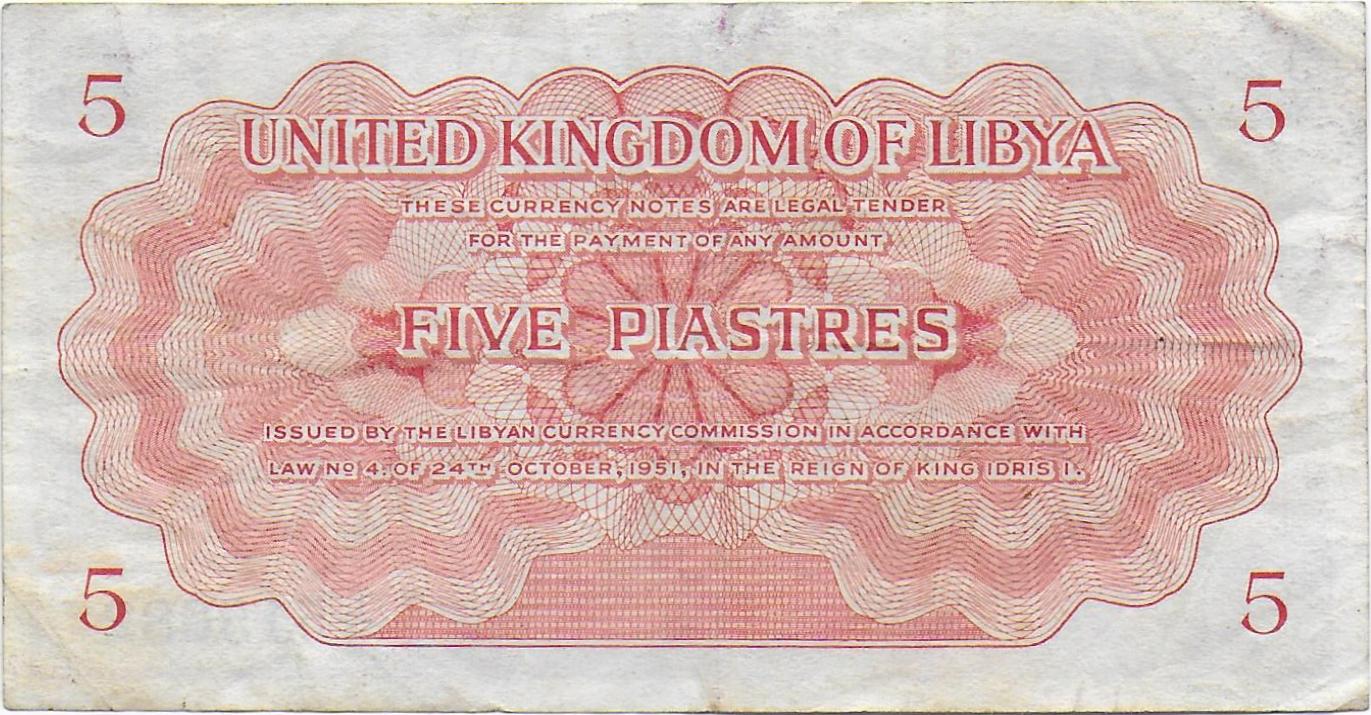 5 5
UNITED KINGDOM OF LIBYA
THESE CURRENCY NOTES ARE LEGAL TENDER
FOR THE PAYMENT OF ANY AMOUNT
FIVE PIASTRES
ISSUED BY THE LIBYAN CURRENCY COMMISSION IN ACCORDANCE WITH
LAW Nº 4. OF 24TH OCTOBER, 1951, IN THE REIGN OF KING IDRIS I.
5 5